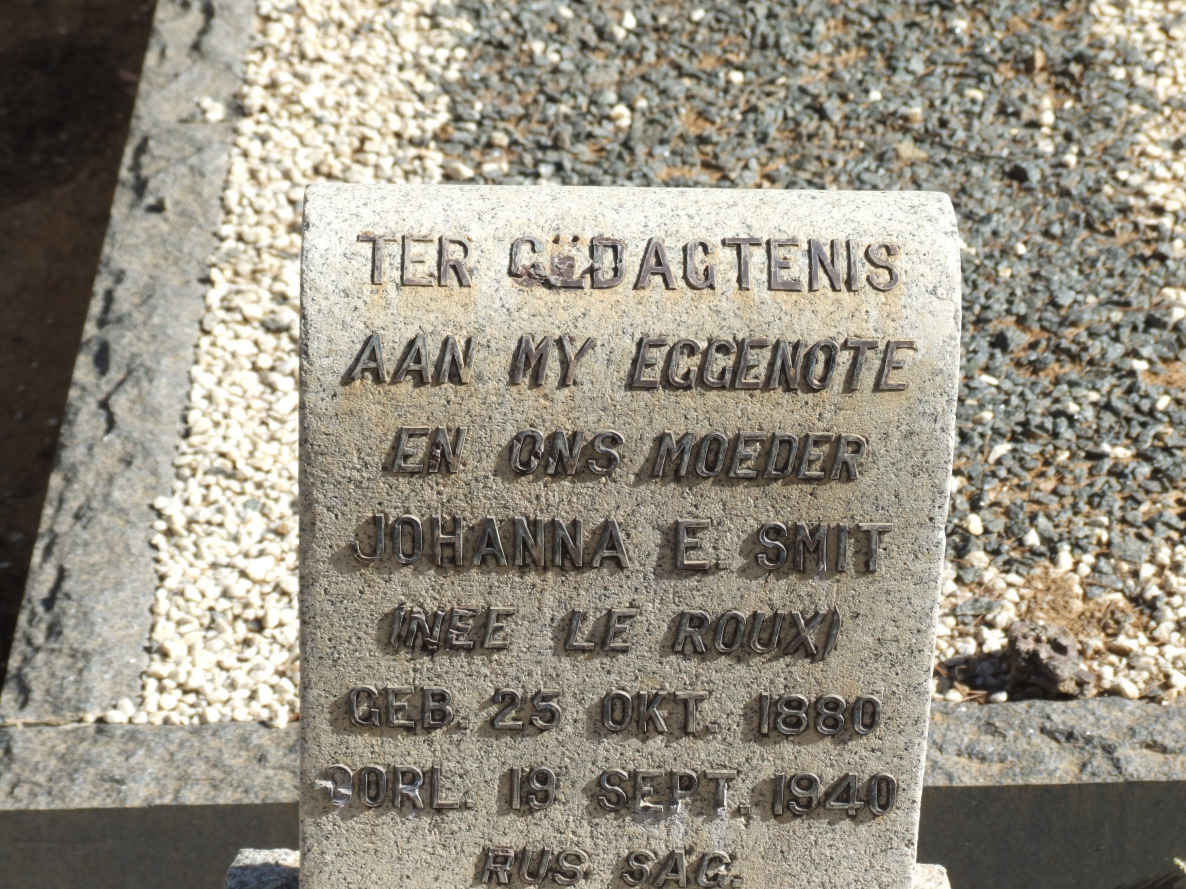 TER GEDAGTENIS
AAN MY EGGENOTE
EN ONS MOEDER
JOHANNA E. SMIT
(NEE LE ROUX)
GEB. 25 OKT. 1880
OORL. 19 SEPT. 1940
RUS SAG.